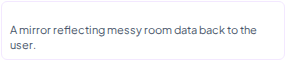 A mirror reflecting messy room data back to the
user.